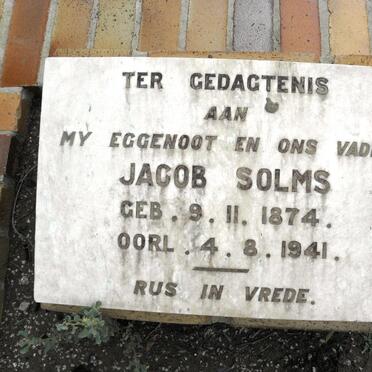 TER GEDAGTENIS
AAN
MY EGGENOOT EN ONS VADE
JACOB SOLMS
GEB. 9. 11. 1874.
OORL. 4. 8. 1941.
RUS IN VREDE.